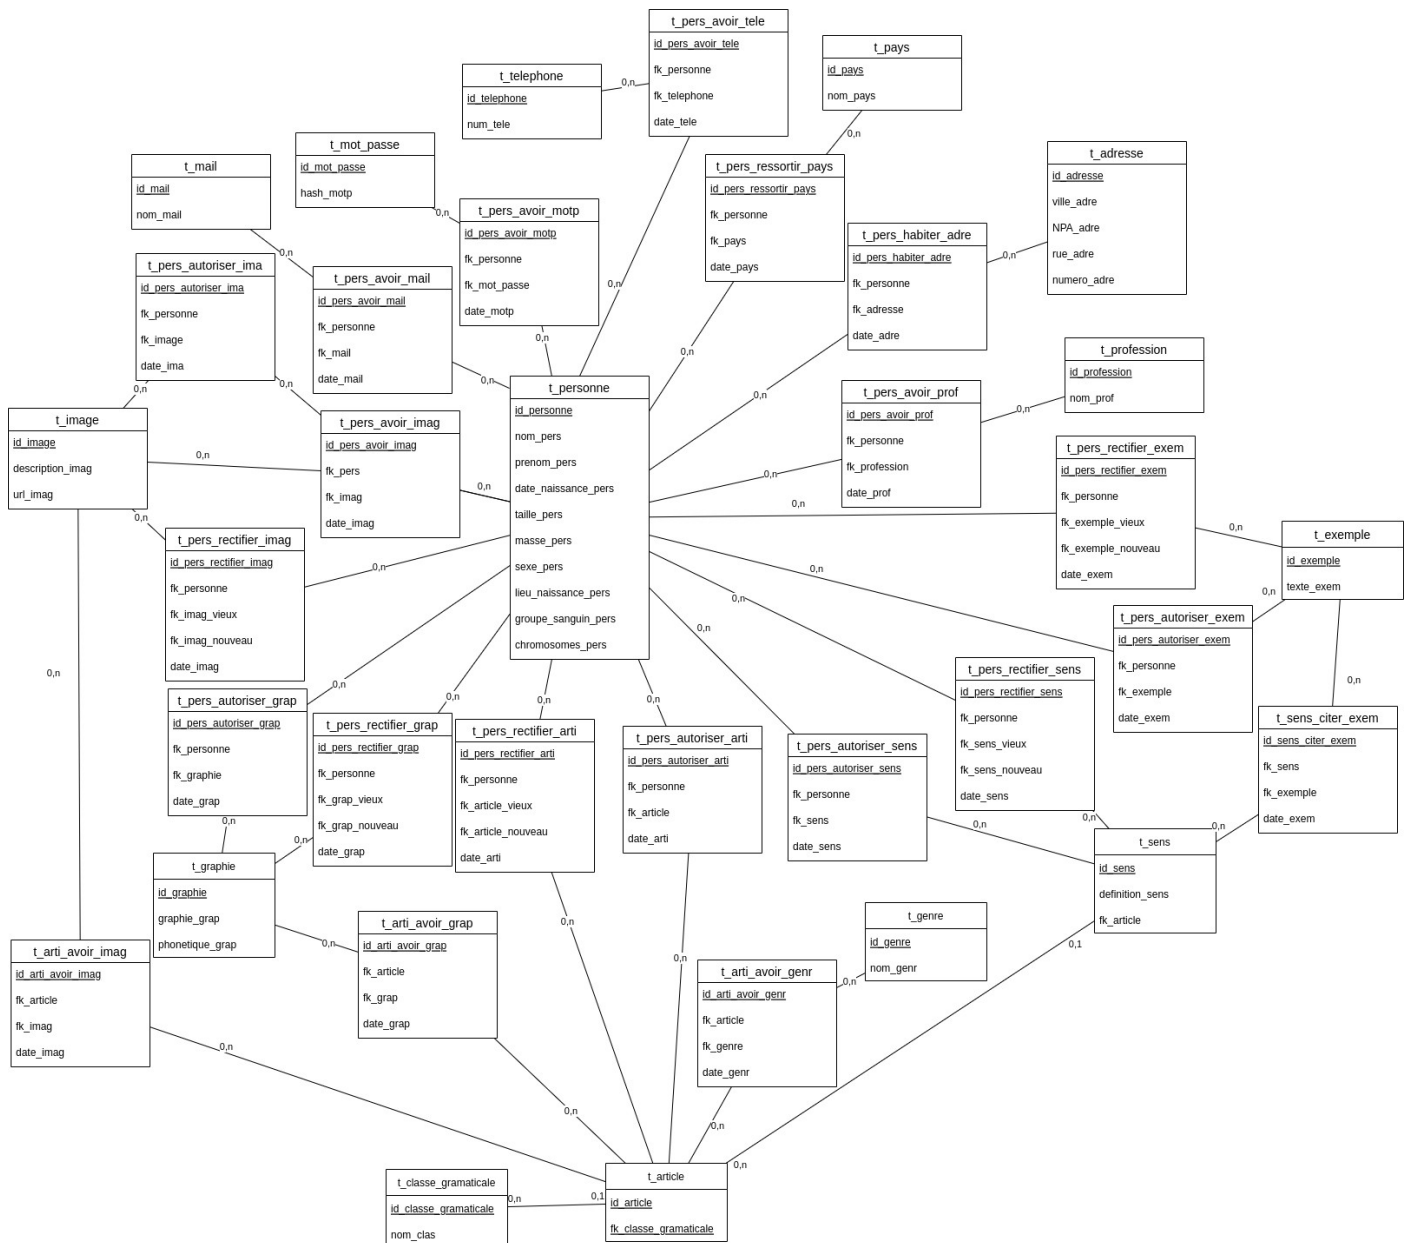 t_pers_avoir_tele
id_pers_avoir_tele
fk_personne
fk_telephone
date_tele
0,n
t_telephone
id_telephone
num_tele
t_pays
id_pays
nom_pays
0,n
t_mot_passe
id_mot_passe
hash_motp
0,n
t_mail
id_mail
nom_mail
0,n
t_pers_ressortir_pays
id_pers_ressortir_pays
fk_personne
fk_pays
date_pays
0,n
t_adresse
id_adresse
ville_adre
NPA_adre
rue_adre
numero_adre
0,n
t_pers_avoir_motp
id_pers_avoir_motp
fk_personne
fk_mot_passe
date_motp
0,n
t_pers_habiter_adre
id_pers_habiter_adre
fk_personne
fk_adresse
date_adre
0,n
t_pers_autoriser_ima
id_pers_autoriser_ima
fk_personne
fk_image
date_ima
0,n
0,n
t_pers_avoir_mail
id_pers_avoir_mail
fk_personne
fk_mail
date_mail
0,n
0,n
t_profession
id_profession
nom_prof
0,n
t_personne
id_personne
nom_pers
prenom_pers
date_naissance_pers
taille_pers
masse_pers
sexe_pers
lieu_naissance_pers
groupe_sanguin_pers
chromosomes_pers
t_pers_avoir_prof
id_pers_avoir_prof
fk_personne
fk_profession
date_prof
0,n
t_image
id_image
description_imag
url_imag
0,n
t_pers_avoir_imag
id_pers_avoir_imag
fk_pers
fk_imag
date_imag
0,n
t_pers_rectifier_exem
id_pers_rectifier_exem
fk_personne
fk_exemple_vieux
fk_exemple_nouveau
date_exem
0,n
0,n
t_exemple
id_exemple
texte_exem
0,n
0,n
t_pers_rectifier_imag
id_pers_rectifier_imag
fk_personne
fk_imag_vieux
fk_imag_nouveau
date_imag
0,n
0,n
t_pers_autoriser_exem
id_pers_autoriser_exem
fk_personne
fk_exemple
date_exem
0,n
t_pers_rectifier_sens
id_pers_rectifier_sens
fk_personne
fk_sens_vieux
fk_sens_nouveau
date_sens
0,n
0,n
t_sens_citer_exem
id_sens_citer_exem
fk_sens
fk_exemple
date_exem
0,n
0,n
t_pers_autoriser_grap
id_pers_autoriser_grap
fk_personne
fk_graphie
date_grap
0,n
0,n
t_pers_rectifier_grap
id_pers_rectifier_grap
fk_personne
fk_grap_vieux
fk_grap_nouveau
date_grap
0,n
0,n
t_pers_rectifier_arti
id_pers_rectifier_arti
fk_personne
fk_article_vieux
fk_article_nouveau
date_arti
0,n
0,n
t_pers_autoriser_arti
id_pers_autoriser_arti
fk_personne
fk_article
date_arti
0,n
0,n
t_pers_autoriser_sens
id_pers_autoriser_sens
fk_personne
fk_sens
date_sens
0,n
0,n
t_sens
id_sens
definition_sens
fk_article
0,1
t_graphie
id_graphie
graphie_grap
phonetique_grap
0,n
t_arti_avoir_grap
id_arti_avoir_grap
fk_article
fk_grap
date_grap
0,n
t_genre
id_genre
nom_genr
0,n
t_arti_avoir_genr
id_arti_avoir_genr
fk_article
fk_genre
date_genr
0,n
0,n
t_arti_avoir_imag
id_arti_avoir_imag
fk_article
fk_imag
date_imag
0,n
0,n
t_classe_gramaticale
id_classe_gramaticale
nom_clas
0,n
0,1
t_article
id_article
fk_classe_gramaticale